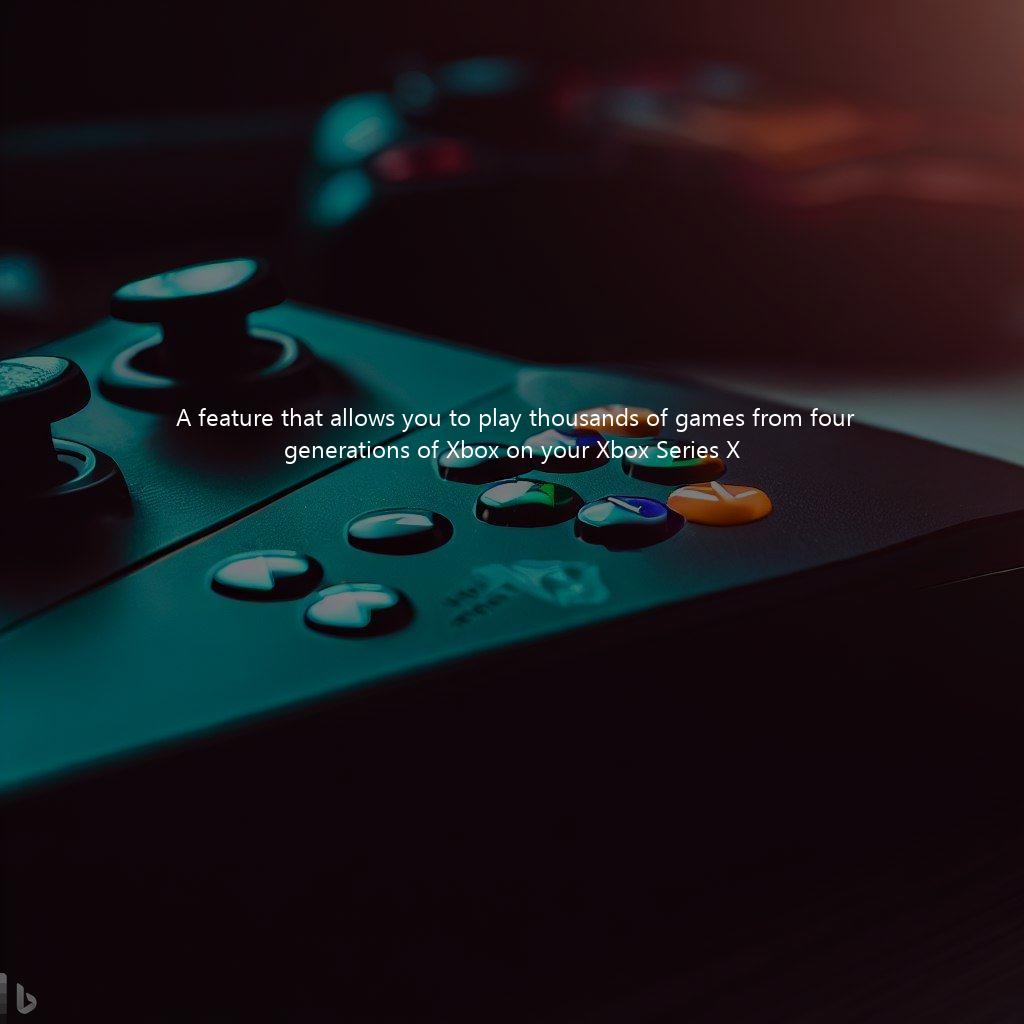 A feature that allows you to play thousands of games from four
generations of Xbox on your Xbox Series X